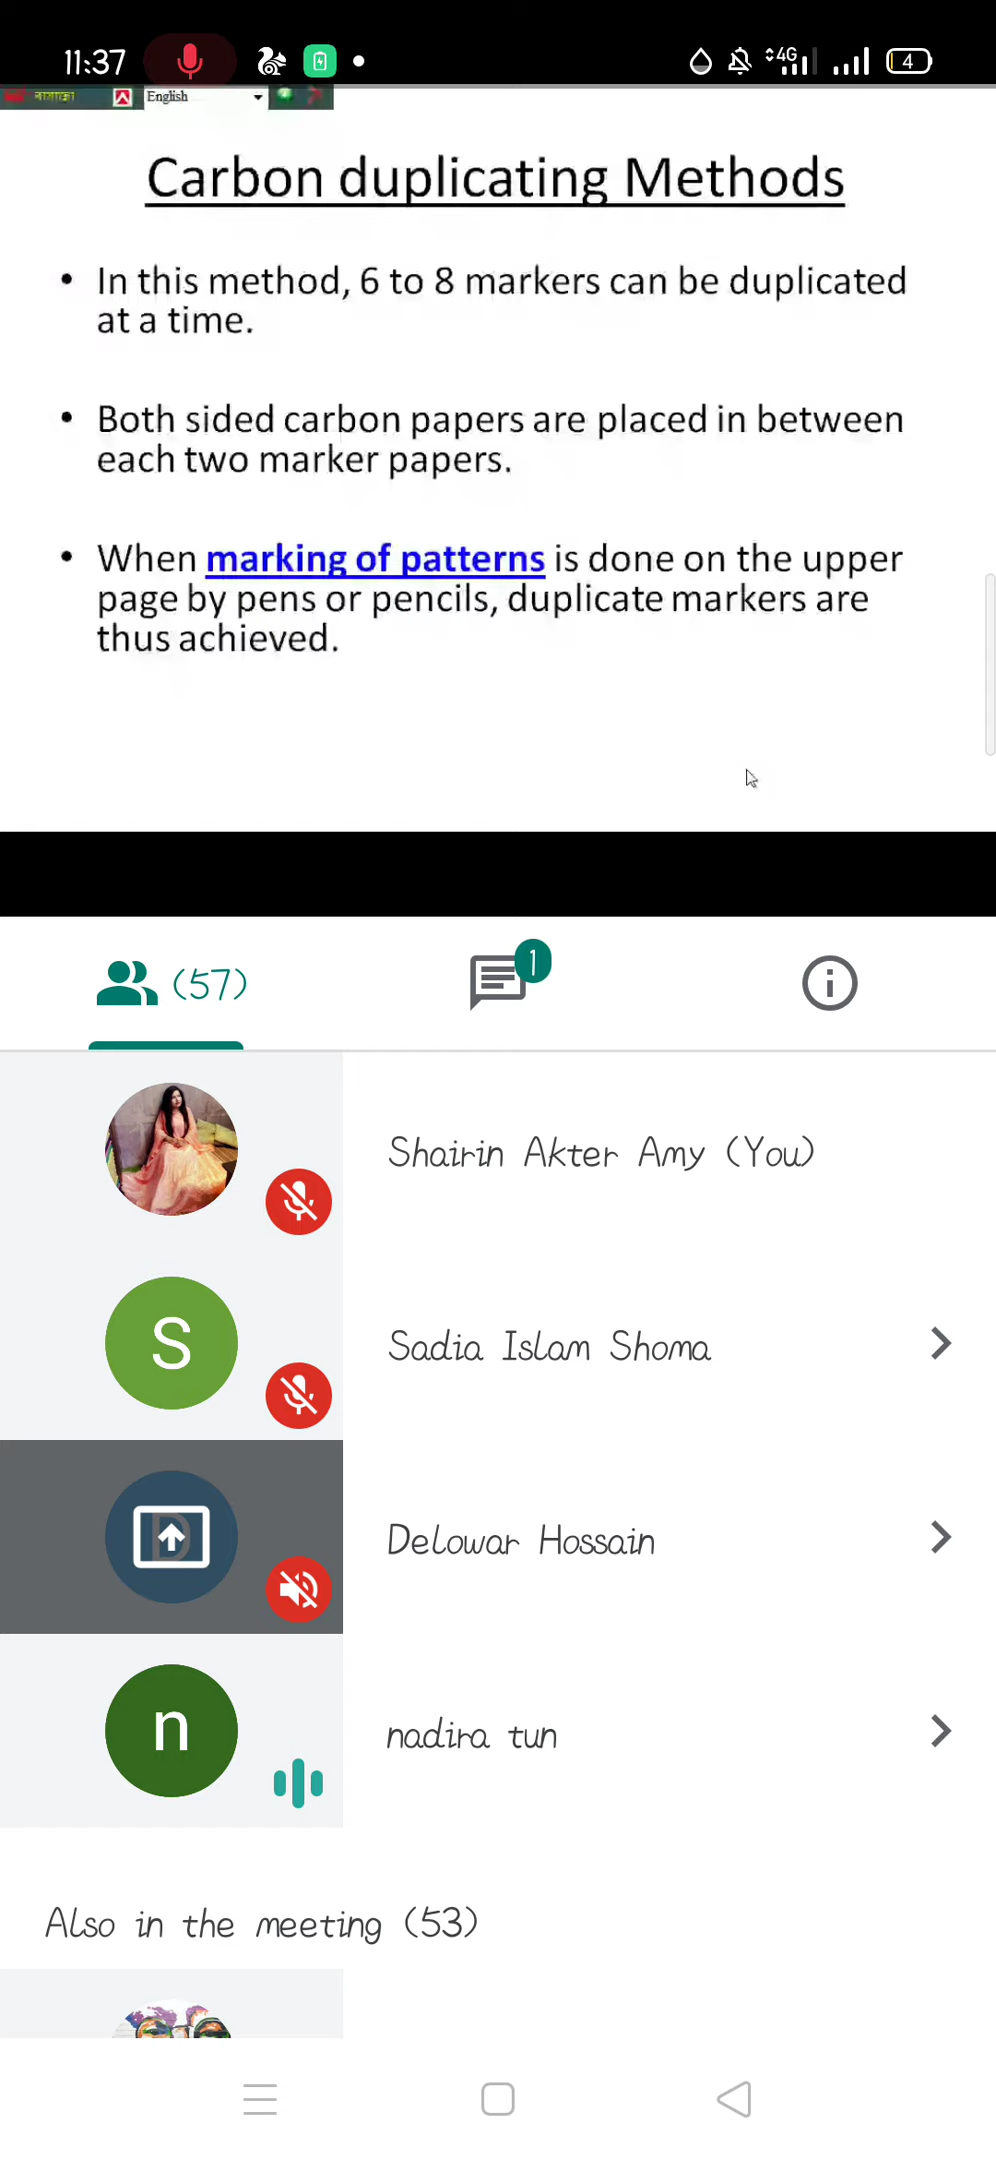 11:37
4G
4
বায়ান্নো
English
Carbon duplicating Methods
• In this method, 6 to 8 markers can be duplicated
at a time.
• Both sided carbon papers are placed in between
each two marker papers.
• When marking of patterns is done on the upper
page by pens or pencils, duplicate markers are
thus achieved.
(57)
1
Shairin Akter Amy (You)
S
Sadia Islam Shoma
D
Delowar Hossain
n
nadira tun
Also in the meeting (53)